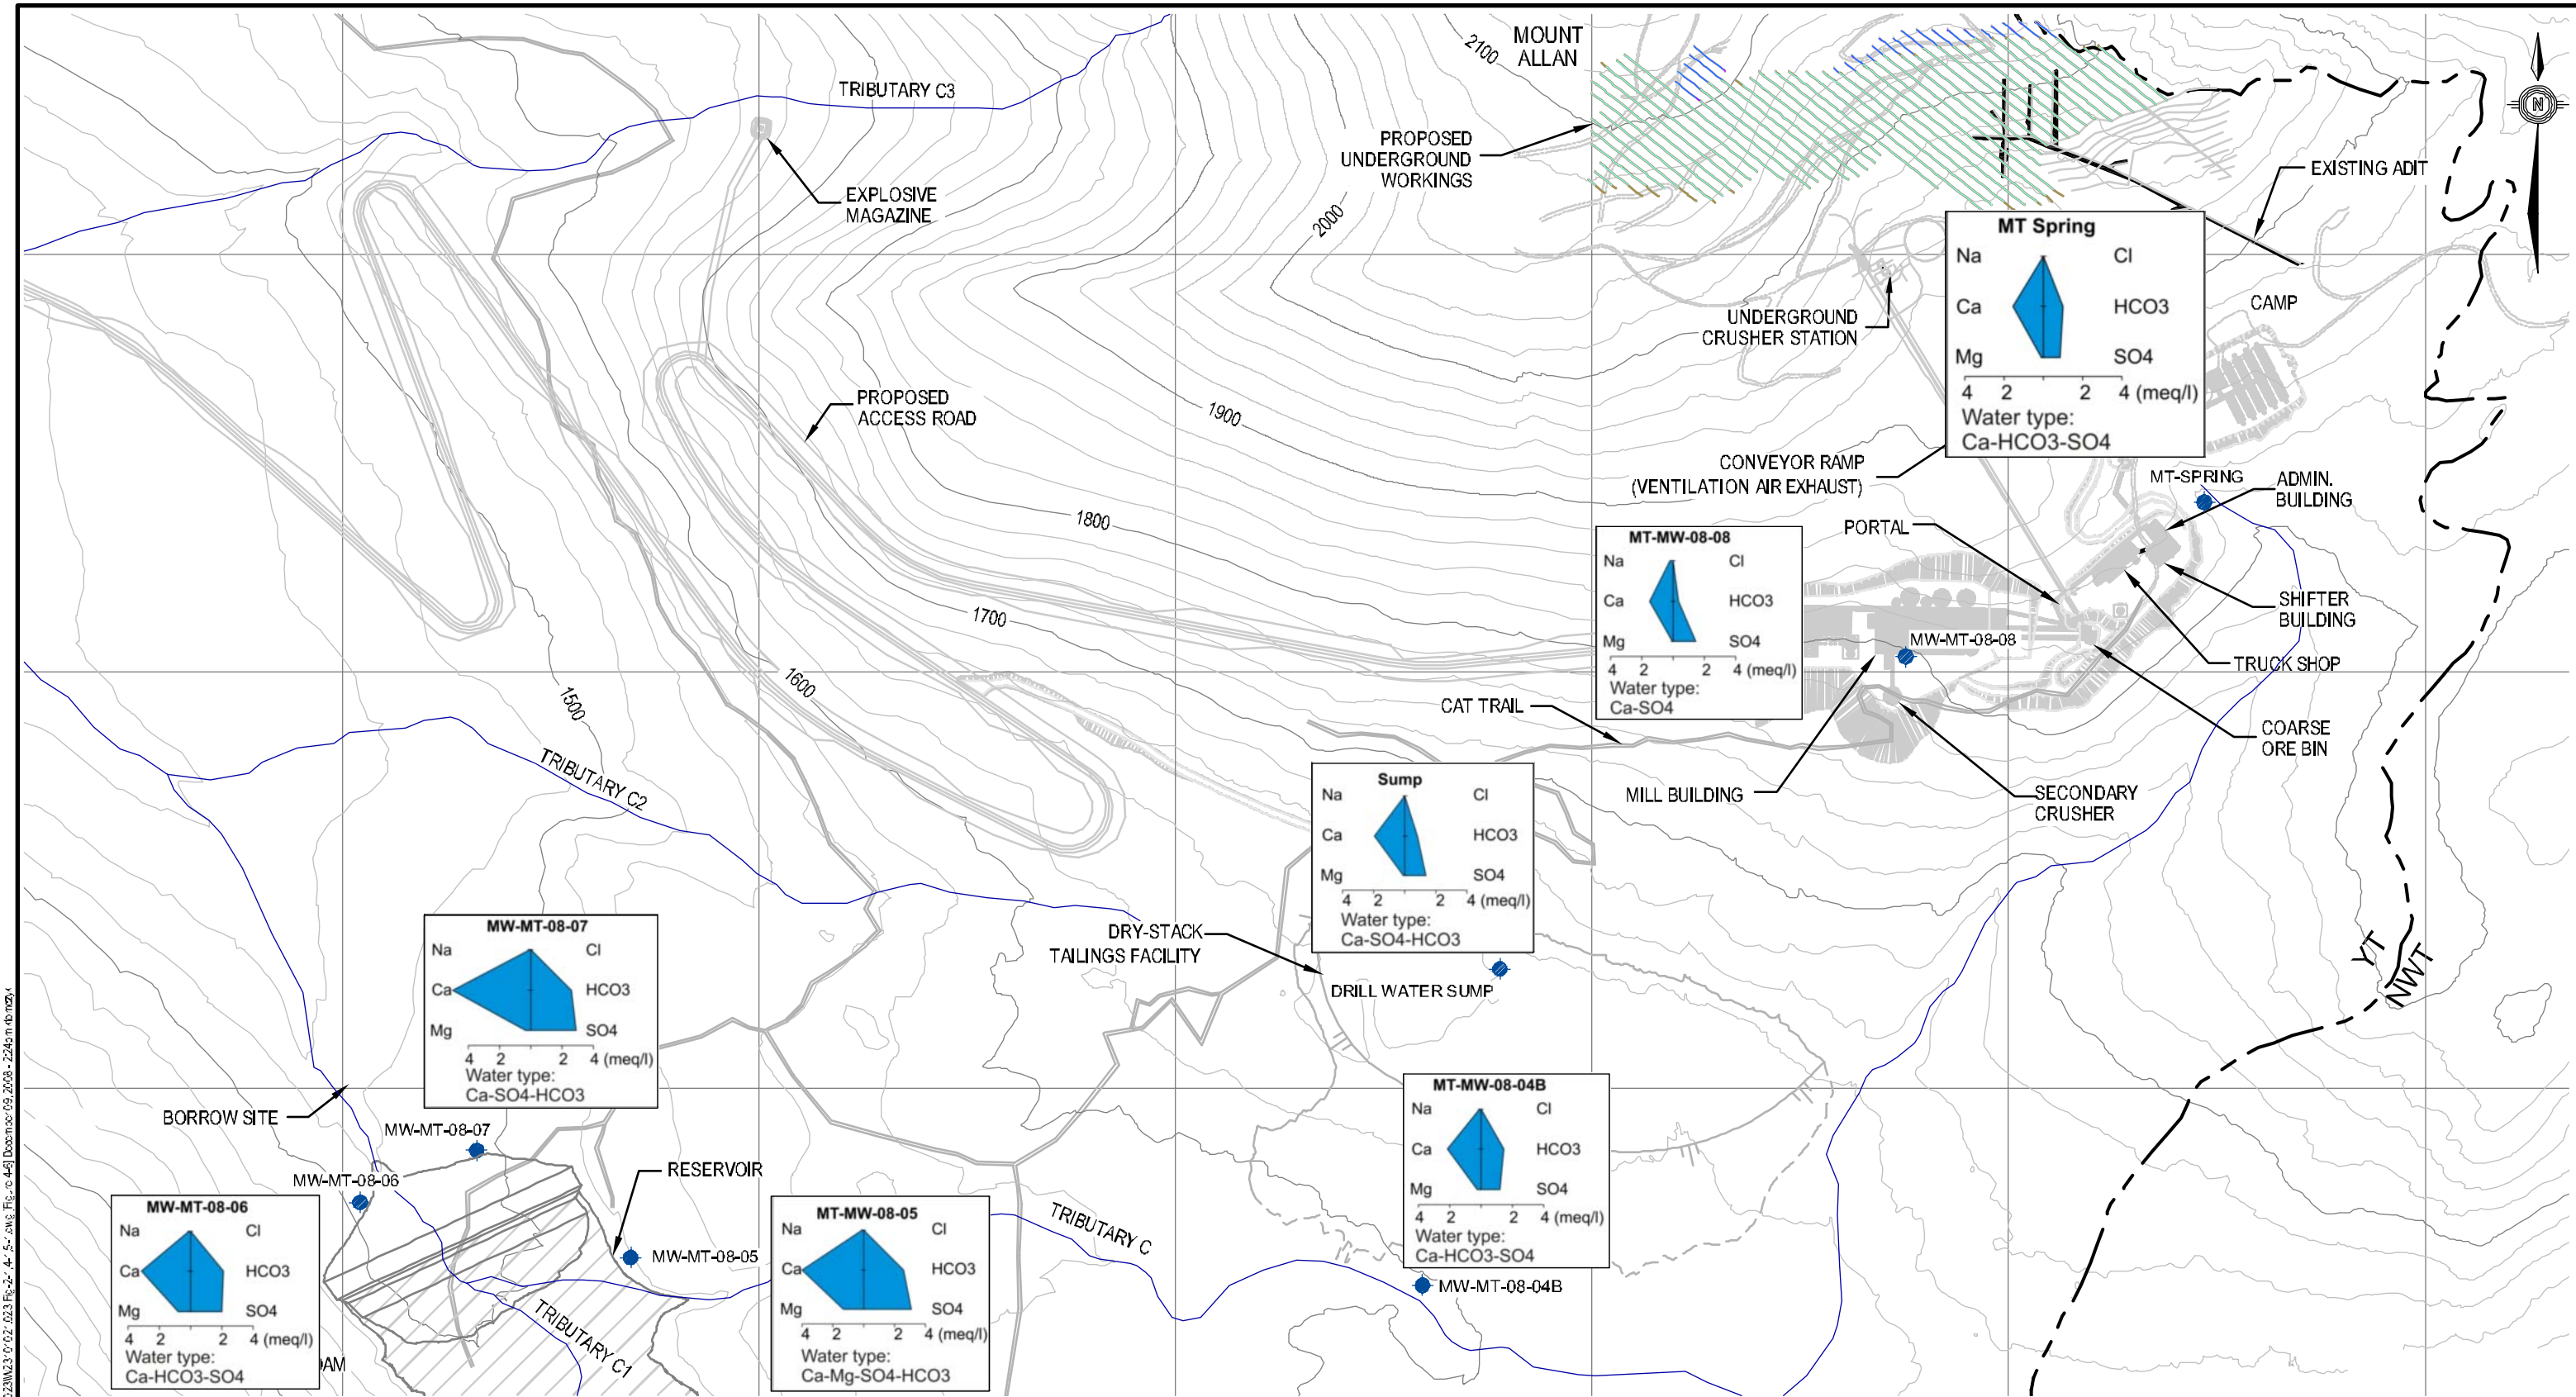 MOUNT
ALLAN
2100
TRIBUTARY C3
N
PROPOSED
UNDERGROUND
WORKINGS
EXISTING ADIT
EXPLOSIVE
MAGAZINE
2000
MT Spring
Na Cl
Ca HCO3
Mg SO4
4 2 2 4 (meq/l)
Water type:
Ca-HCO3-SO4
CAMP
UNDERGROUND
CRUSHER STATION
PROPOSED
ACCESS ROAD
1900
CONVEYOR RAMP
(VENTILATION AIR EXHAUST)
MT-SPRING
ADMIN.
BUILDING
1800
PORTAL
MT-MW-08-08
Na Cl
Ca HCO3
Mg SO4
4 2 2 4 (meq/l)
Water type:
Ca-SO4
SHIFTER
BUILDING
1700
MW-MT-08-08
TRUCK SHOP
1600
1500
CAT TRAIL
COARSE
ORE BIN
TRIBUTARY C2
MILL BUILDING
SECONDARY
CRUSHER
Sump
Na Cl
Ca HCO3
Mg SO4
4 2 2 4 (meq/l)
Water type:
Ca-SO4-HCO3
DRY-STACK
TAILINGS FACILITY
DRILL WATER SUMP
YT
NWT
MW-MT-08-07
Na Cl
Ca HCO3
Mg SO4
4 2 2 4 (meq/l)
Water type:
Ca-SO4-HCO3
BORROW SITE
MW-MT-08-07
MT-MW-08-04B
Na Cl
Ca HCO3
Mg SO4
4 2 2 4 (meq/l)
Water type:
Ca-HCO3-SO4
RESERVOIR
MW-MT-08-06
MW-MT-08-06
Na Cl
Ca HCO3
Mg SO4
4 2 2 4 (meq/l)
Water type:
Ca-HCO3-SO4
MW-MT-08-05
MT-MW-08-05
Na Cl
Ca HCO3
Mg SO4
4 2 2 4 (meq/l)
Water type:
Ca-Mg-SO4-HCO3
TRIBUTARY C
MW-MT-08-04B
TRIBUTARY C1
AM